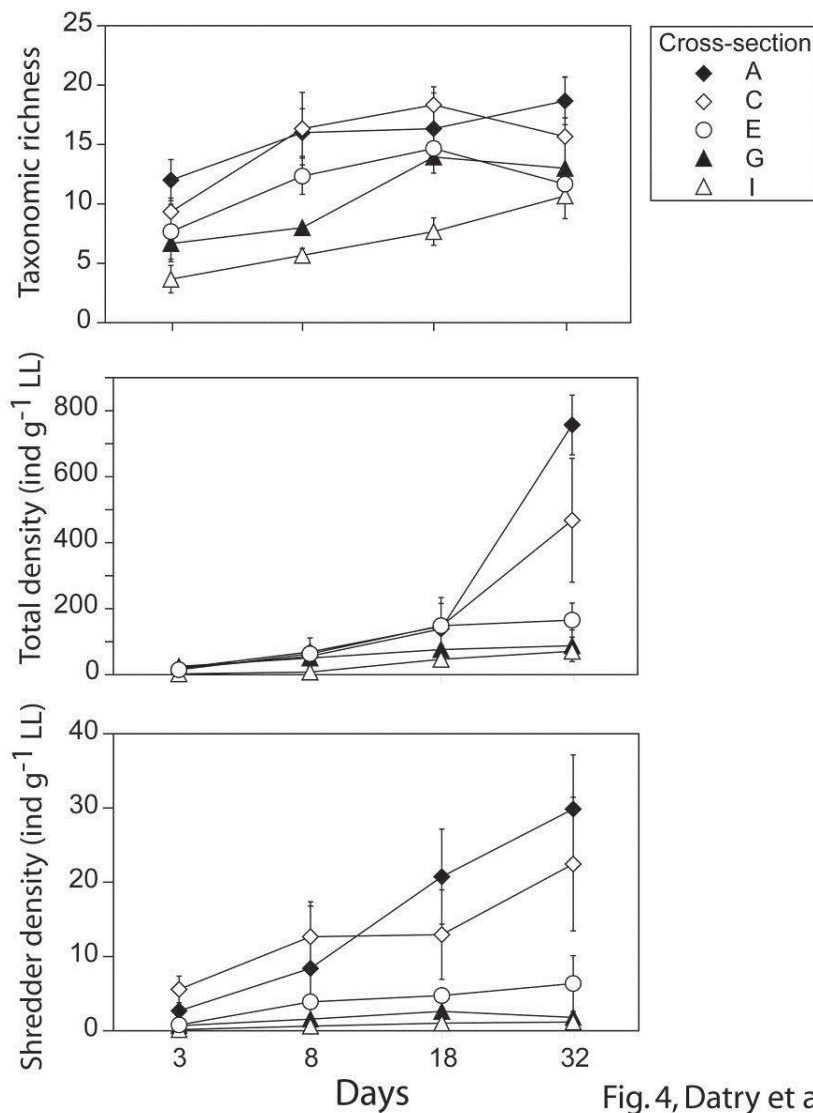 25
20
15
10
5
0
Taxonomic richness
Cross-section
A
C
E
G
I
800
600
400
200
0
Total density (ind g⁻¹ LL)
40
30
20
10
0
Shredder density (ind g⁻¹ LL)
3 8 18 32
Days
Fig. 4, Datry et a